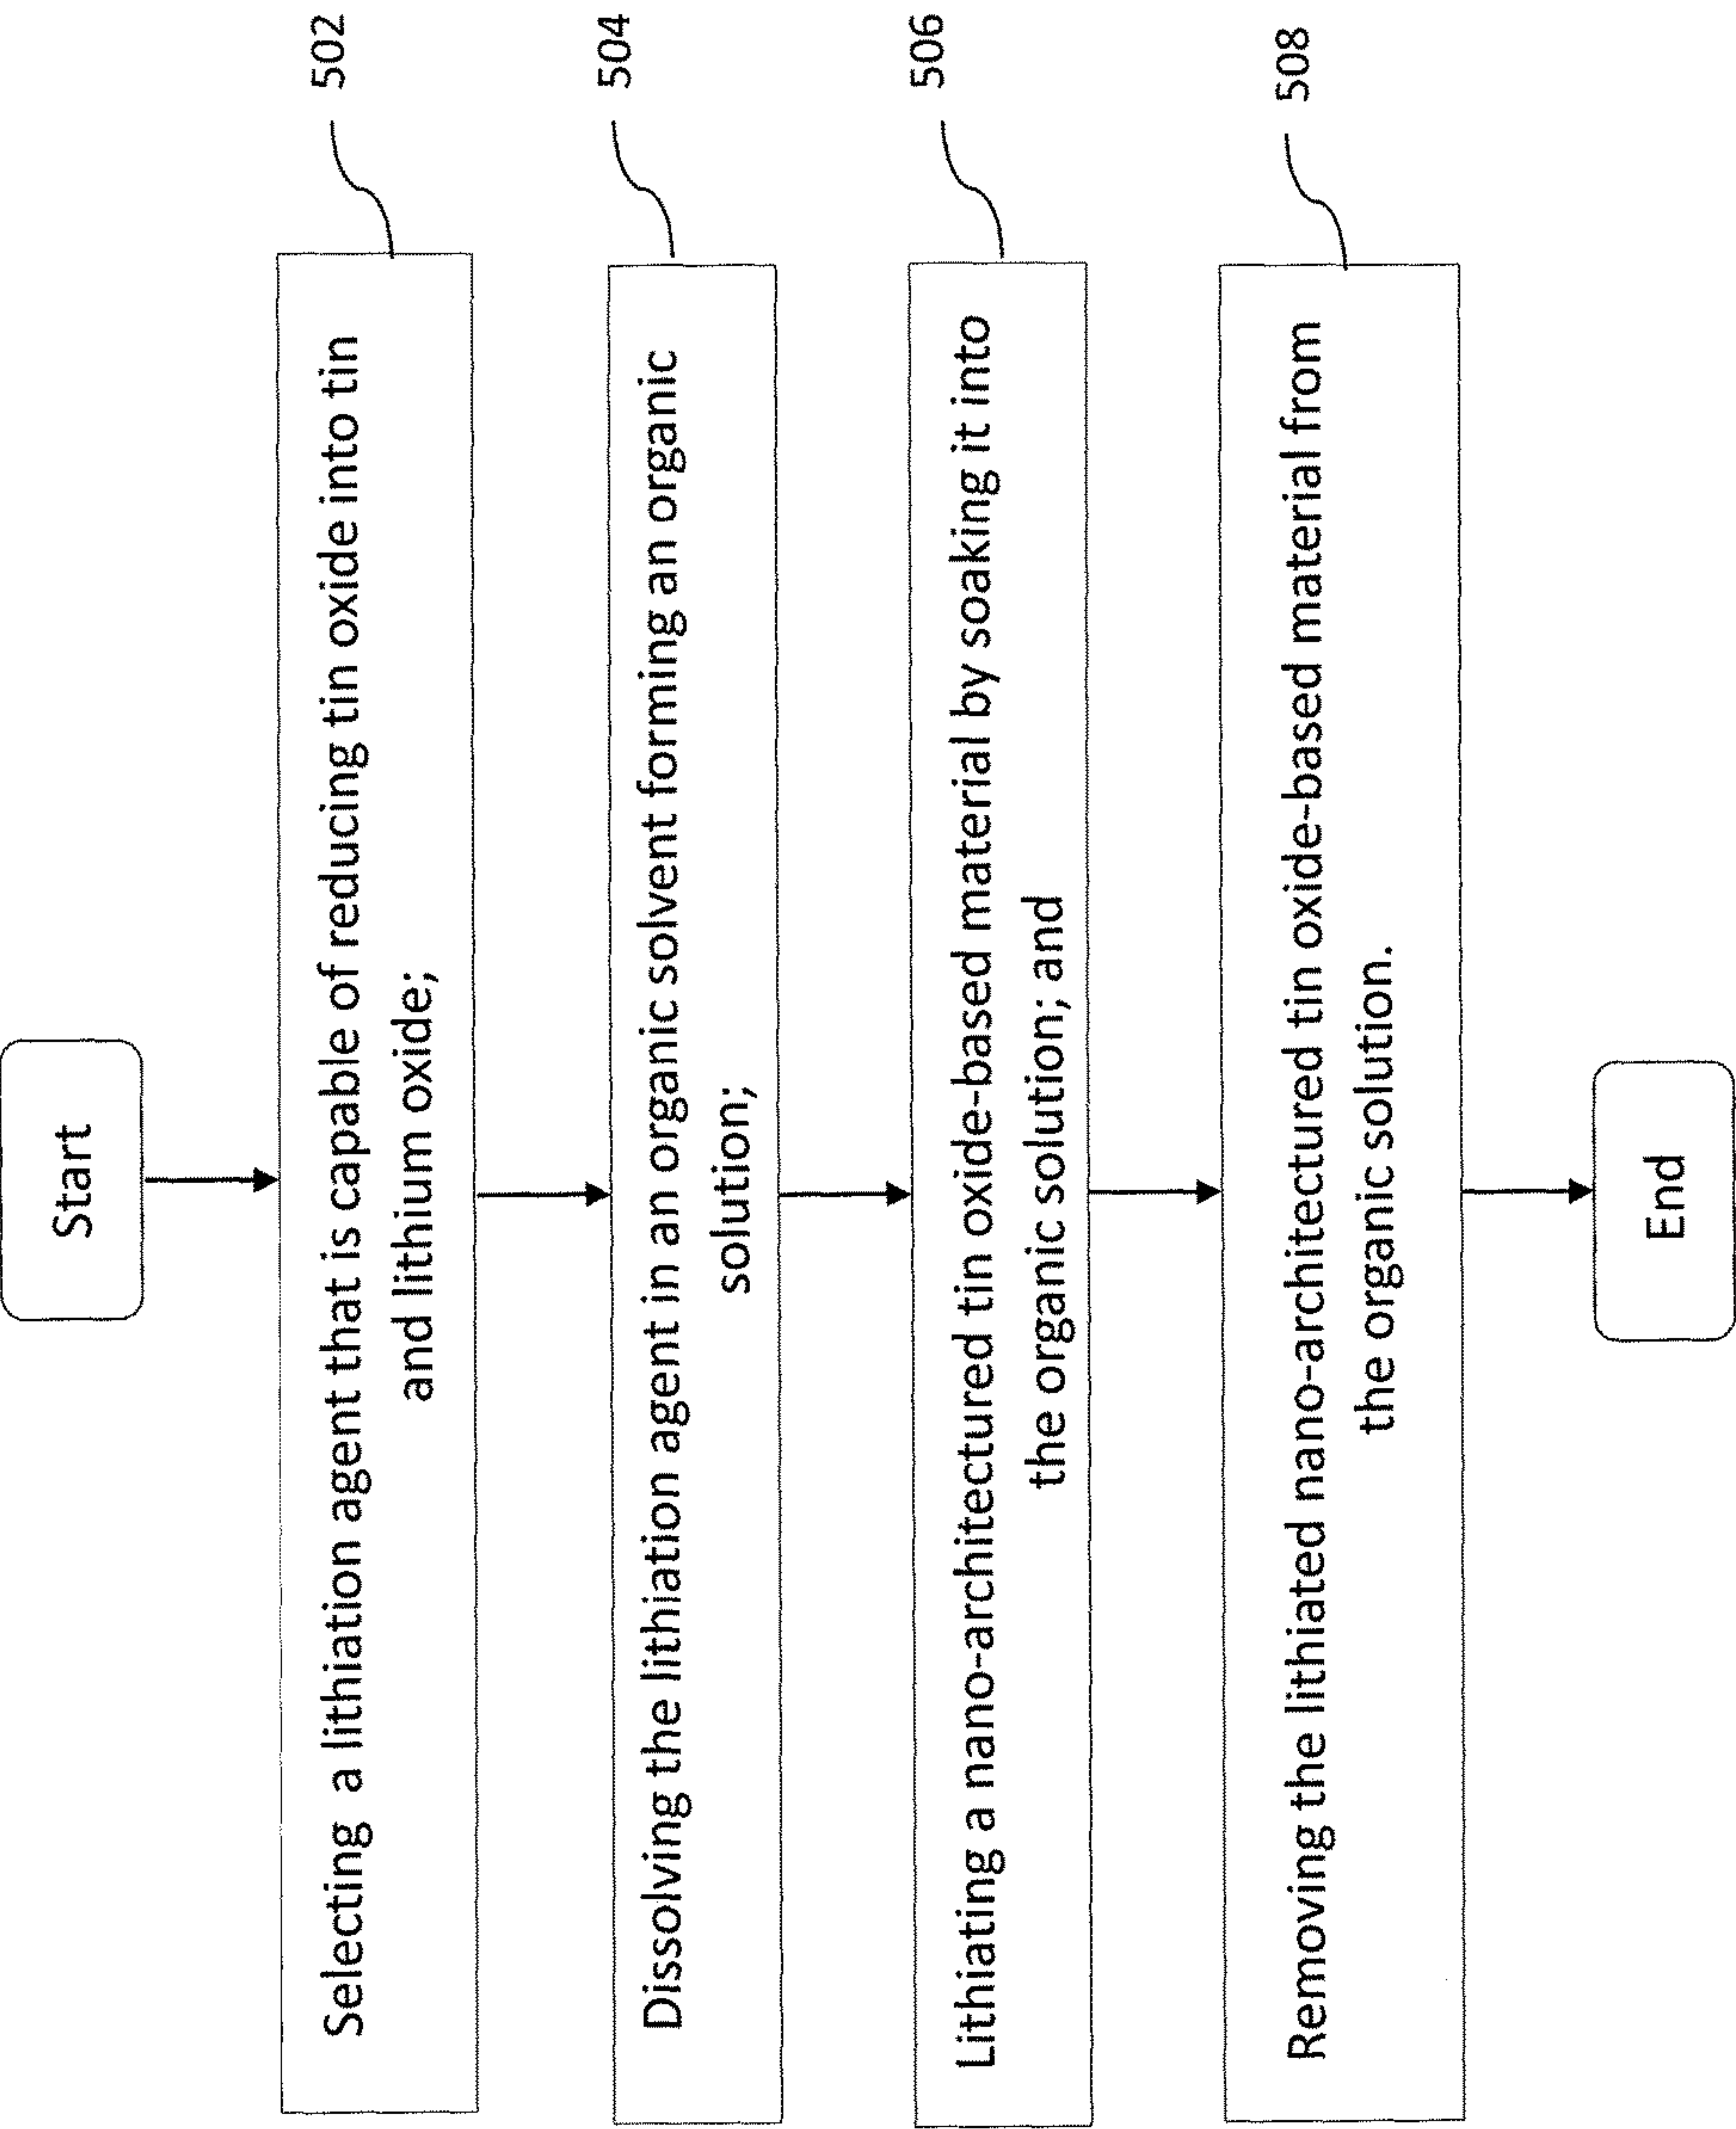 Start
Selecting a lithiation agent that is capable of reducing tin oxide into tin
and lithium oxide;
502
Dissolving the lithiation agent in an organic solvent forming an organic
solution;
504
Lithiating a nano-architectured tin oxide-based material by soaking it into
the organic solution; and
506
Removing the lithiated nano-architectured tin oxide-based material from
the organic solution.
508
End